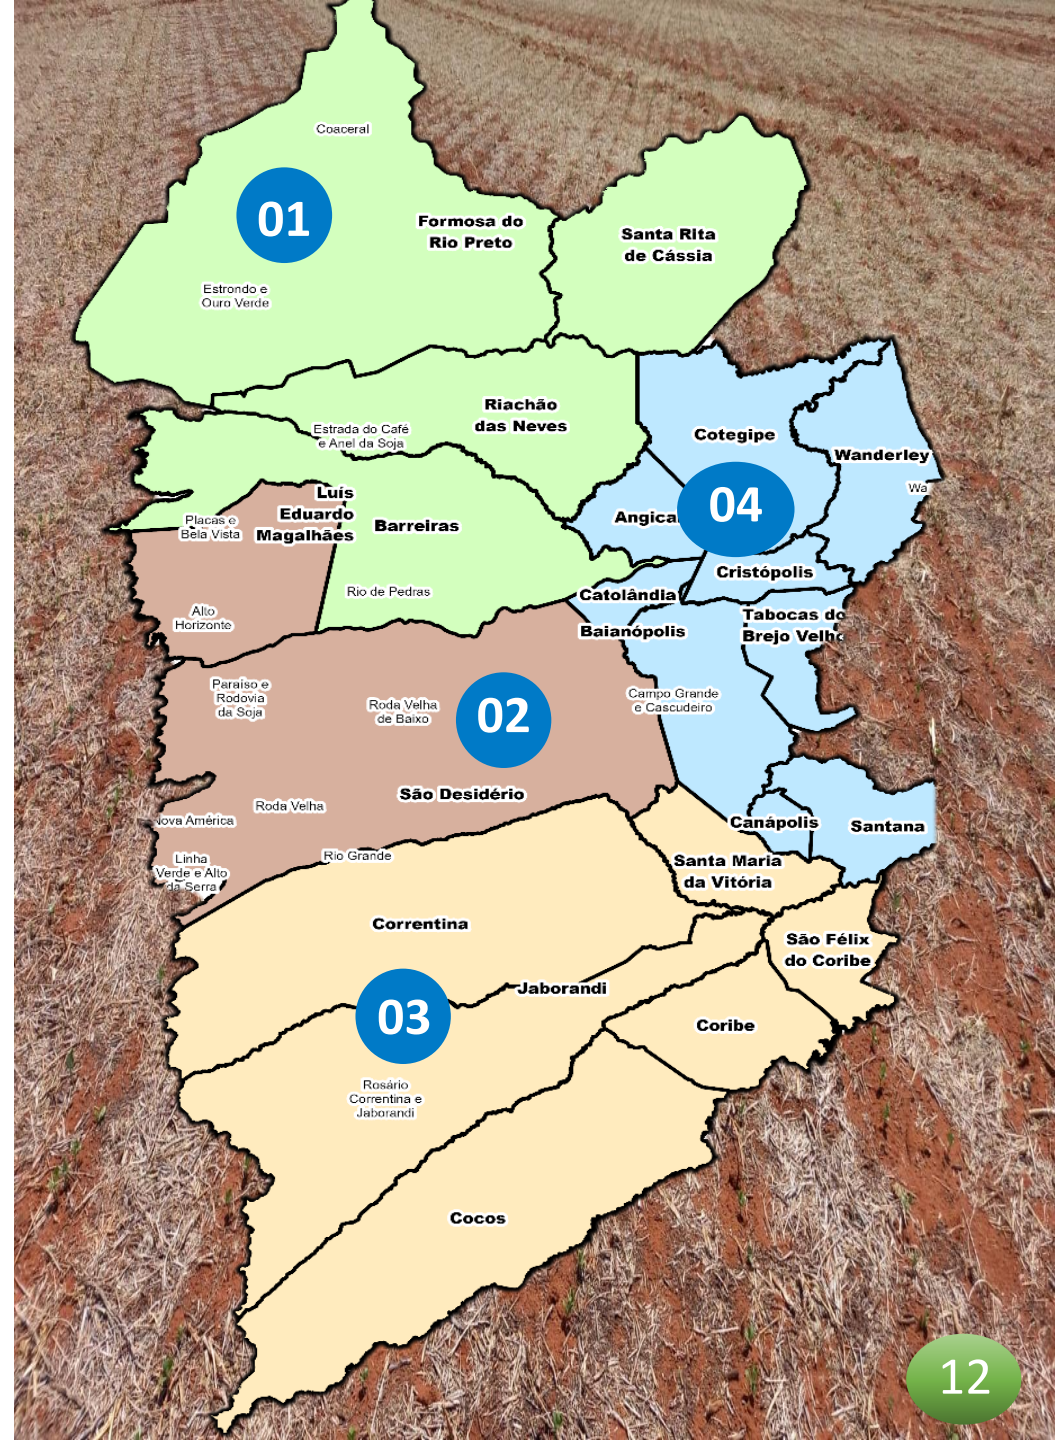 Coaceral
01
Formosa do
Rio Preto
Santa Rita
de Cássia
Estrondo e
Ouro Verde
Riachão
das Neves
Estrada do Café
e Anel da Soja
Cotegipe
Wanderley
Wa
Luís
Eduardo
Magalhães
Placas e
Bela Vista
Barreiras
Angica
04
Cristópolis
Rio de Pedras
Catolândia
Alto
Horizonte
Baianópolis
Tabocas do
Brejo Velho
Paraíso e
Rodovia
da Soja
Roda Velha
de Baixo
02
Campo Grande
e Cascudeiro
São Desidério
Roda Velha
Nova América
Canápolis
Santana
Rio Grande
Linha
Verde e Alto
da Serra
Santa Maria
da Vitória
Correntina
São Félix
do Coribe
Jaborandi
03
Coribe
Rosário
Correntina e
Jaborandi
Cocos
12